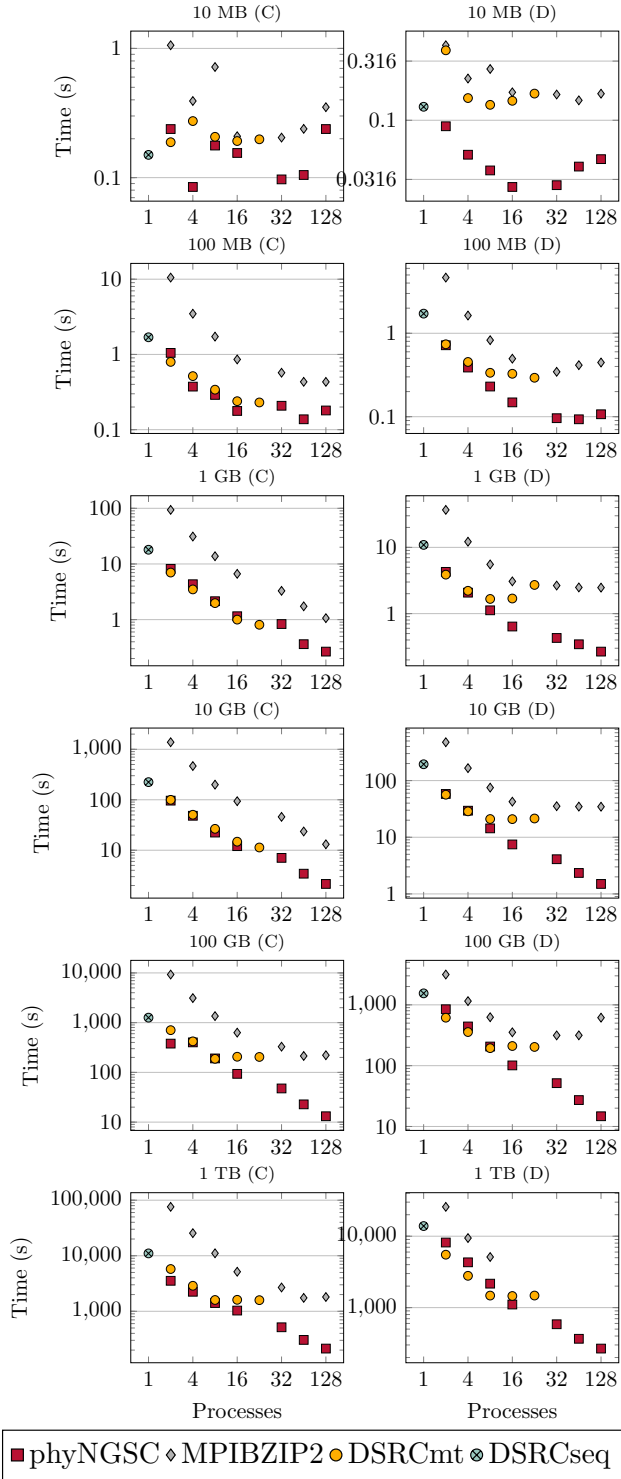 10 MB (C) 10 MB (D)
Time (s)
1
0.1
0.316
0.1
0.0316
1 4 16 32 128 1 4 16 32 128
100 MB (C) 100 MB (D)
Time (s)
10
1
0.1
1
0.1
1 4 16 32 128 1 4 16 32 128
1 GB (C) 1 GB (D)
Time (s)
100
10
1
10
1
1 4 16 32 128 1 4 16 32 128
10 GB (C) 10 GB (D)
Time (s)
1,000
100
10
100
10
1
1 4 16 32 128 1 4 16 32 128
100 GB (C) 100 GB (D)
Time (s)
10,000
1,000
100
10
1,000
100
10
1 4 16 32 128 1 4 16 32 128
1 TB (C) 1 TB (D)
Time (s)
100,000
10,000
1,000
10,000
1,000
1 4 16 32 128 1 4 16 32 128
Processes Processes
phyNGSC MPIBZIP2 DSRCmt DSRCseq